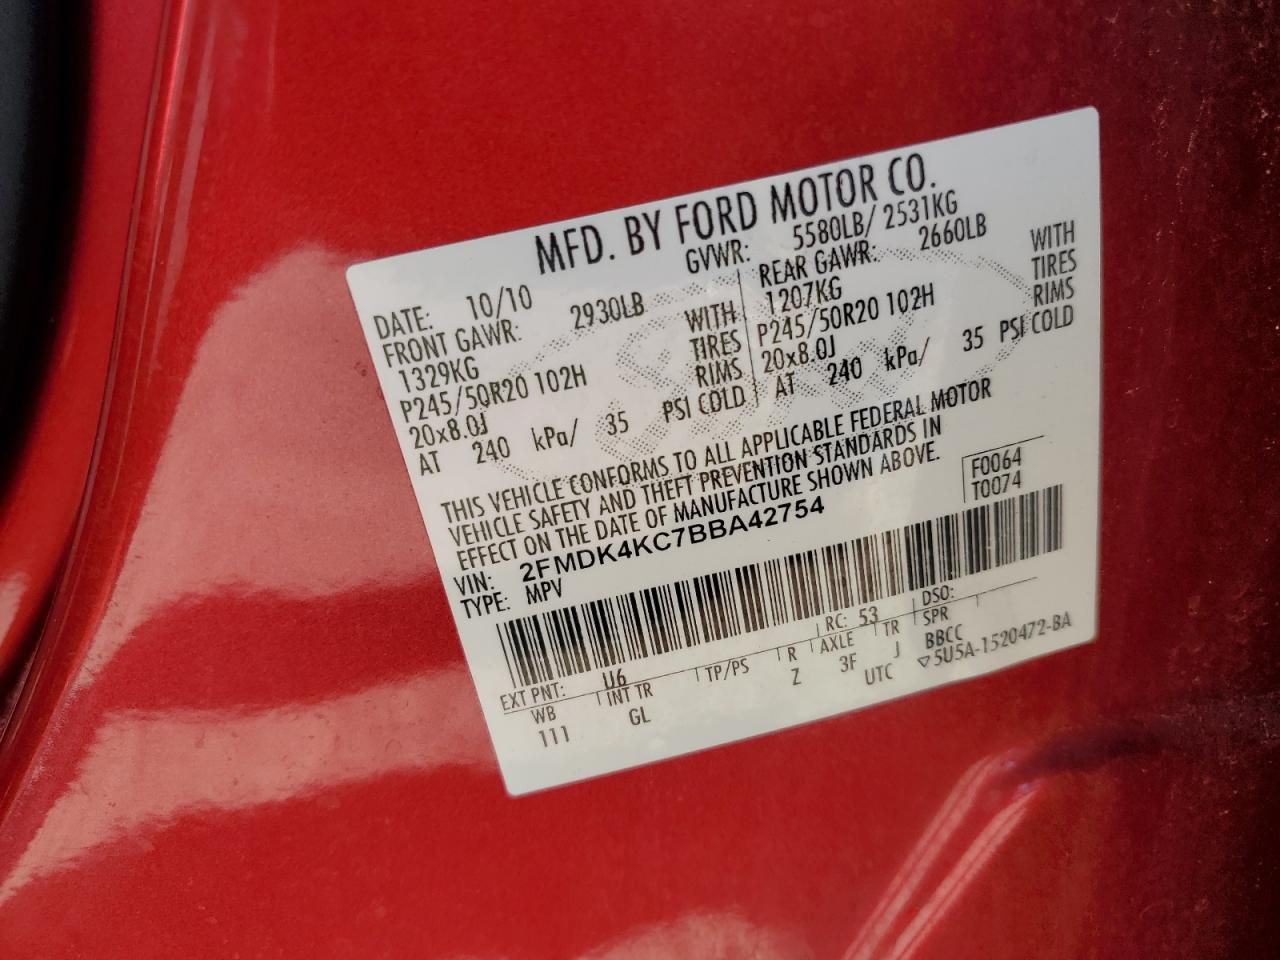 MFD. BY FORD MOTOR CO.
DATE: 10/10 GVWR: 5580LB/ 2531KG
FRONT GAWR: 2930LB REAR GAWR: 2660LB
1329KG WITH 1207KG WITH
P245/50R20 102H TIRES P245/50R20 102H TIRES
20x8.0J RIMS 20x8.0J RIMS
AT 240 kPa/ 35 PSI COLD AT 240 kPa/ 35 PSI COLD
THIS VEHICLE CONFORMS TO ALL APPLICABLE FEDERAL MOTOR
VEHICLE SAFETY AND THEFT PREVENTION STANDARDS IN
EFFECT ON THE DATE OF MANUFACTURE SHOWN ABOVE.
F0064
T0074
VIN: 2FMDK4KC7BBA42754
TYPE: MPV
EXT PNT: U6 RC: 53 DSO:
WB INT TR TP/PS R AXLE TR SPR
111 GL Z 3F J BBCC
UTC ▽5U5A-1520472-BA